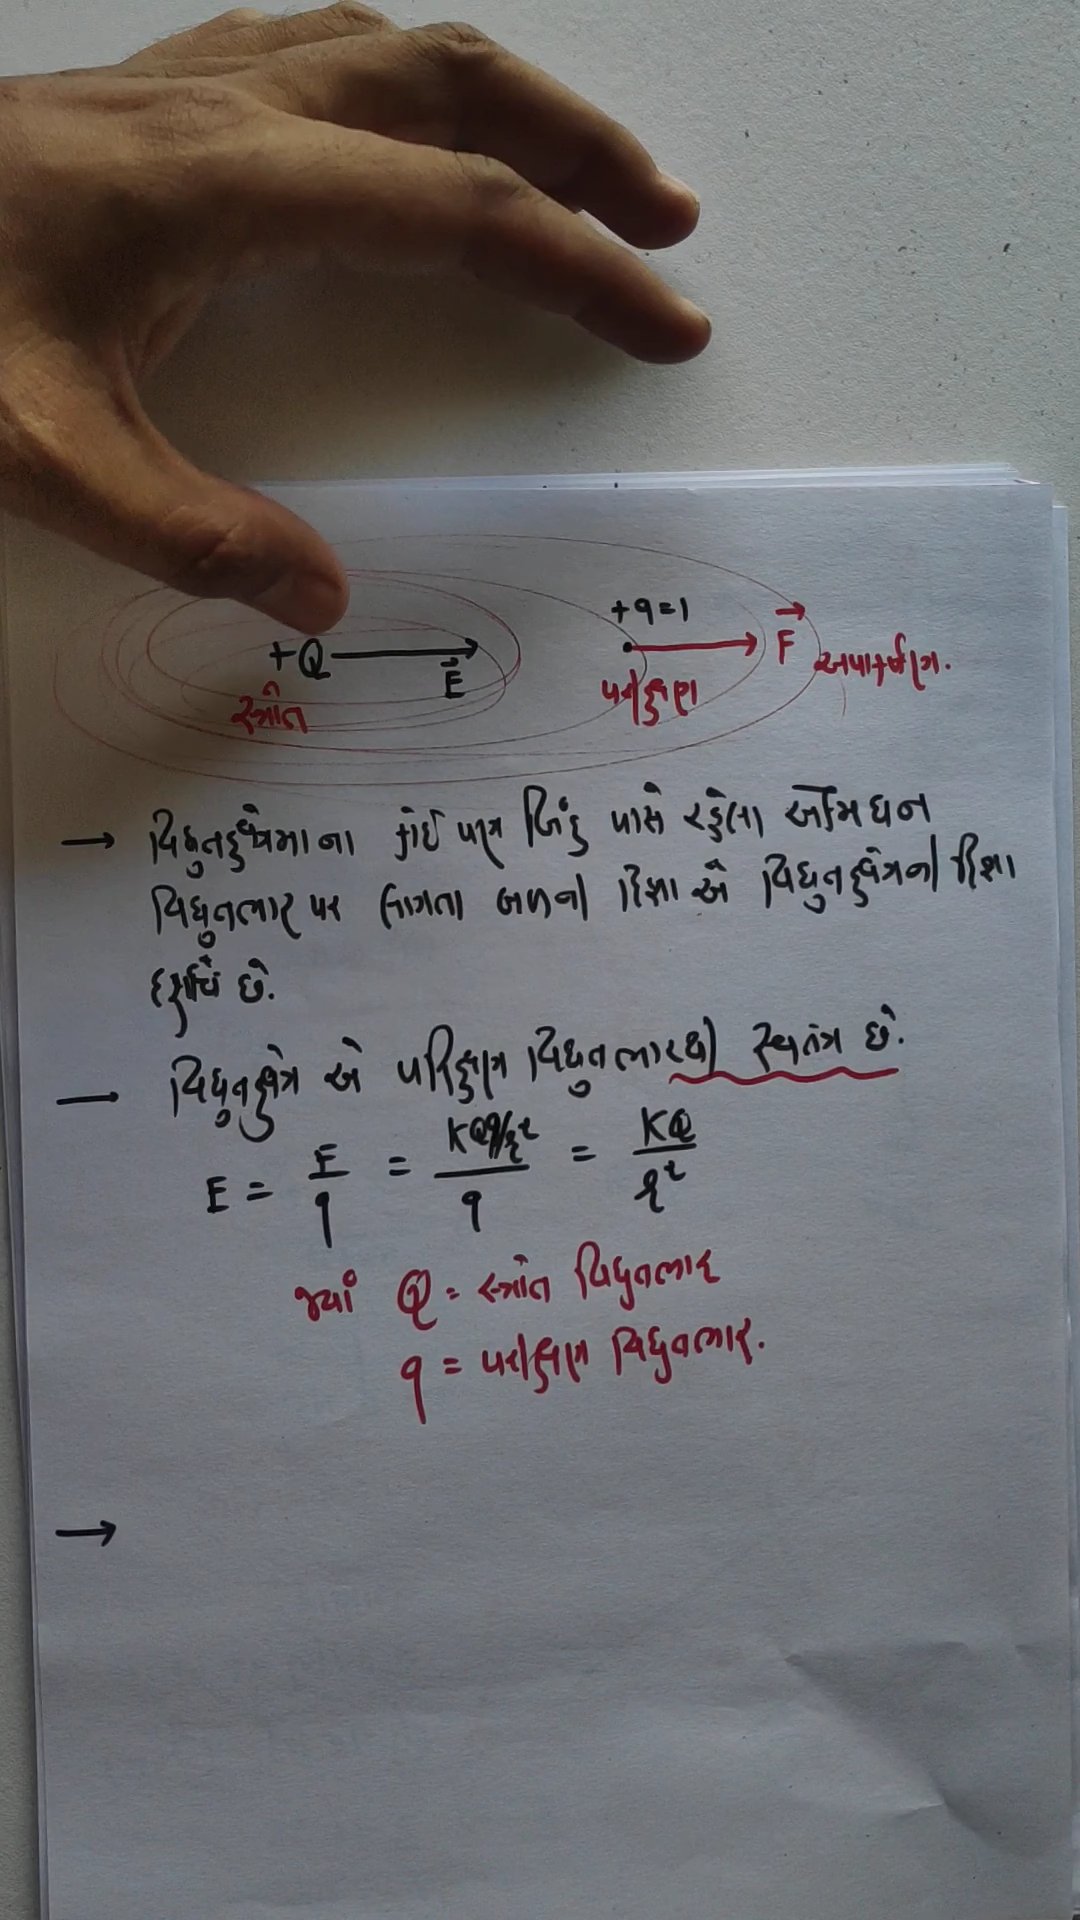 +q=1
+Q → E⃗
F⃗
અપાકર્ષણ.
સ્ત્રોત
પરીક્ષણ
→ વિદ્યુતક્ષેત્રમાના કોઈ પણ બિંદુ પાસે રહેલા એકમ ધન
વિદ્યુતભાર પર લાગતા બળની દિશા એ વિદ્યુતક્ષેત્રની દિશા
દર્શાવે છે.
— વિદ્યુતક્ષેત્ર એ પરિક્ષણ વિદ્યુતભારથી સ્વતંત્ર છે.
E = F/q = (KQq/r²)/q = KQ/r²
જ્યાં Q = સ્ત્રોત વિદ્યુતભાર
q = પરીક્ષણ વિદ્યુતભાર.
→